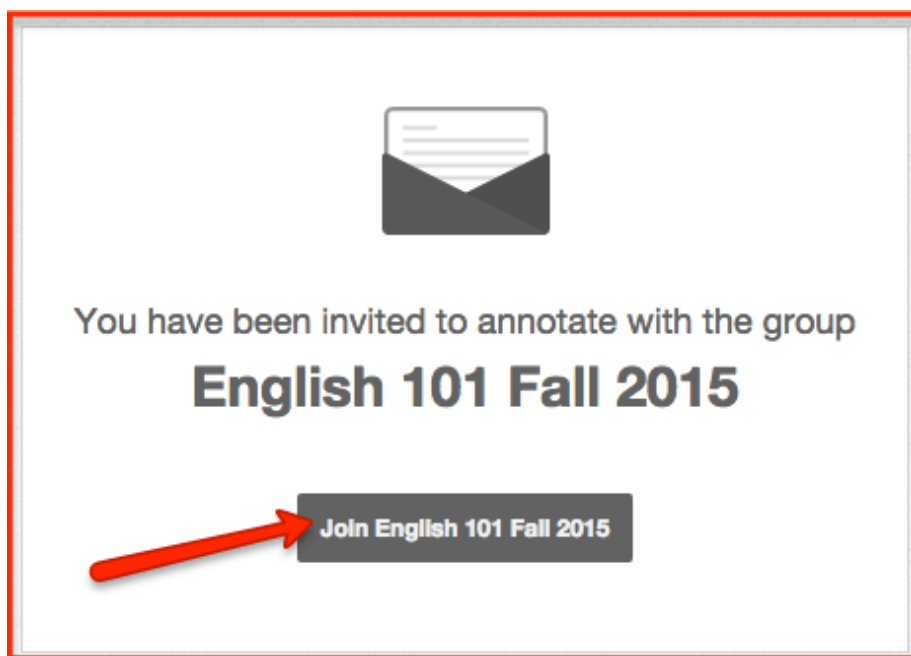 You have been invited to annotate with the group
English 101 Fall 2015
Join English 101 Fall 2015